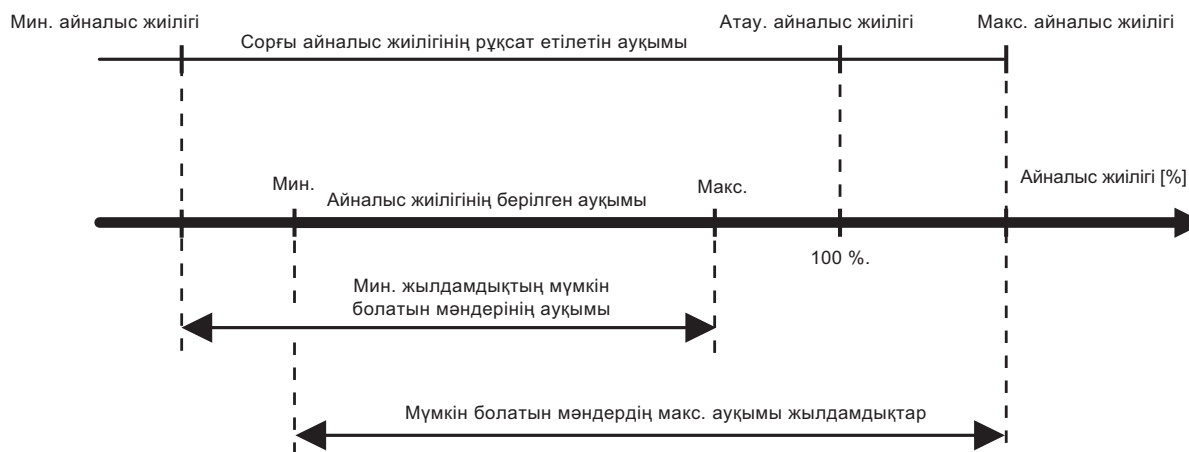 Мин. айналыс жиілігі
Атау. айналыс жиілігі
Макс. айналыс жиілігі
Сорғы айналыс жиілігінің рұқсат етілетін ауқымы
Мин.
Айналыс жиілігінің берілген ауқымы
Макс.
Айналыс жиілігі [%]
100 %.
Мин. жылдамдықтың мүмкін
болатын мәндерінің ауқымы
Мүмкін болатын мәндердің макс. ауқымы жылдамдықтар